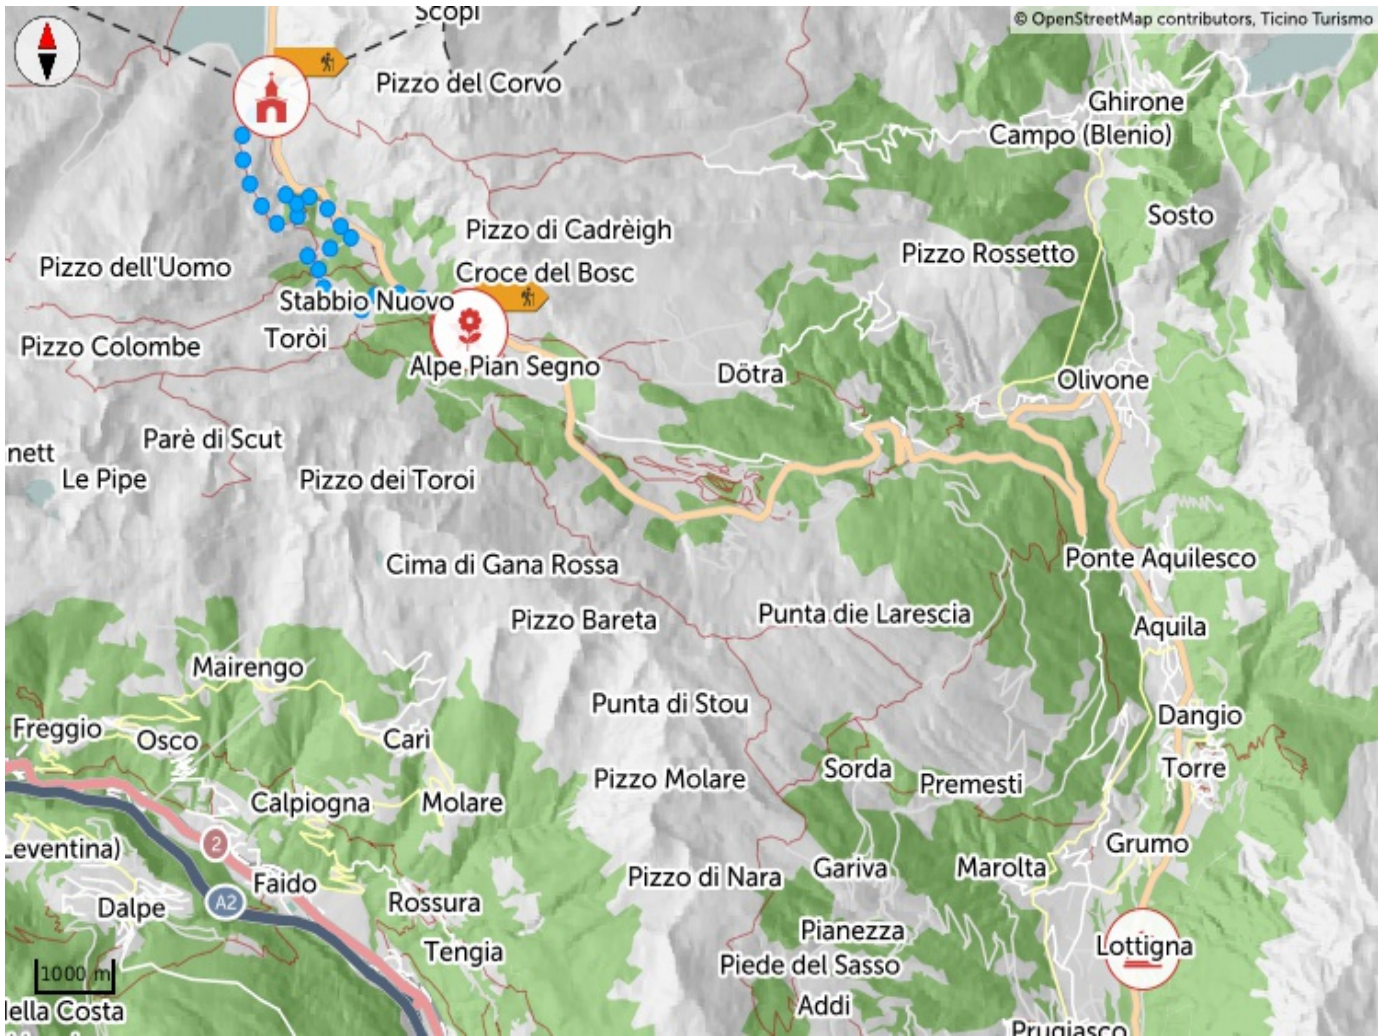 Scopi
© OpenStreetMap contributors, Ticino Turismo
Pizzo del Corvo
Ghirone
Campo (Blenio)
Sosto
Pizzo di Cadrèigh
Pizzo Rossetto
Pizzo dell'Uomo
Croce del Bosc
Stabbio Nuovo
Toròi
Pizzo Colombe
Alpe Pian Segno
Dötra
Olivone
Parè di Scut
nett
Le Pipe
Pizzo dei Toroi
Cima di Gana Rossa
Ponte Aquilesco
Pizzo Bareta
Punta die Larescia
Aquila
Mairengo
Punta di Stou
Dangio
Freggio
Osco
Carì
Pizzo Molare
Sorda
Premesti
Torre
Calpiogna
Molare
2
Leventina)
Grumo
Faido
Pizzo di Nara
Gariva
Marolta
A2
Dalpe
Rossura
Pianezza
Tengia
Lottigna
Piede del Sasso
1000 m
della Costa
Addi
Prugiasco